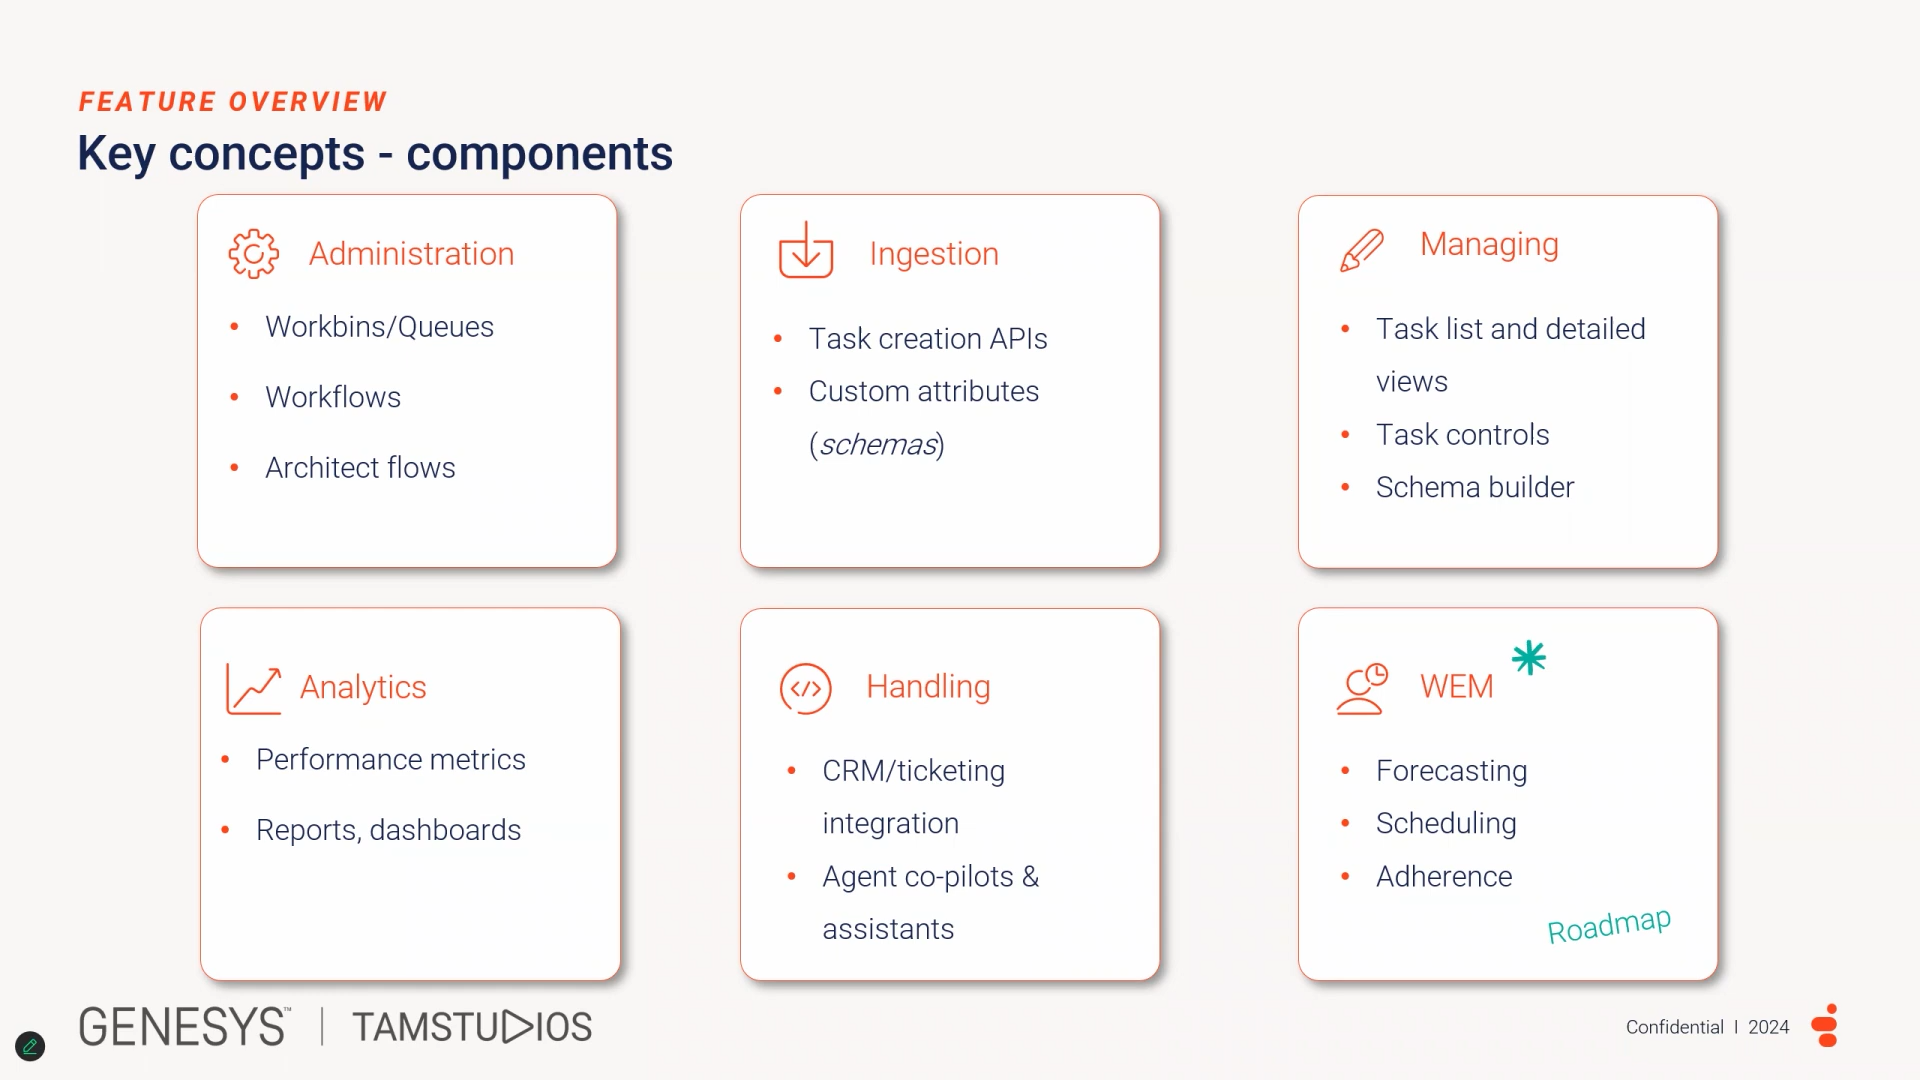 FEATURE OVERVIEW
Key concepts - components
Administration
• Workbins/Queues
• Workflows
• Architect flows
Ingestion
• Task creation APIs
• Custom attributes
(schemas)
Managing
• Task list and detailed
views
• Task controls
• Schema builder
Analytics
• Performance metrics
• Reports, dashboards
Handling
• CRM/ticketing
integration
• Agent co-pilots &
assistants
WEM
• Forecasting
• Scheduling
• Adherence
Roadmap
GENESYS™ | TAMSTUDIOS
Confidential | 2024